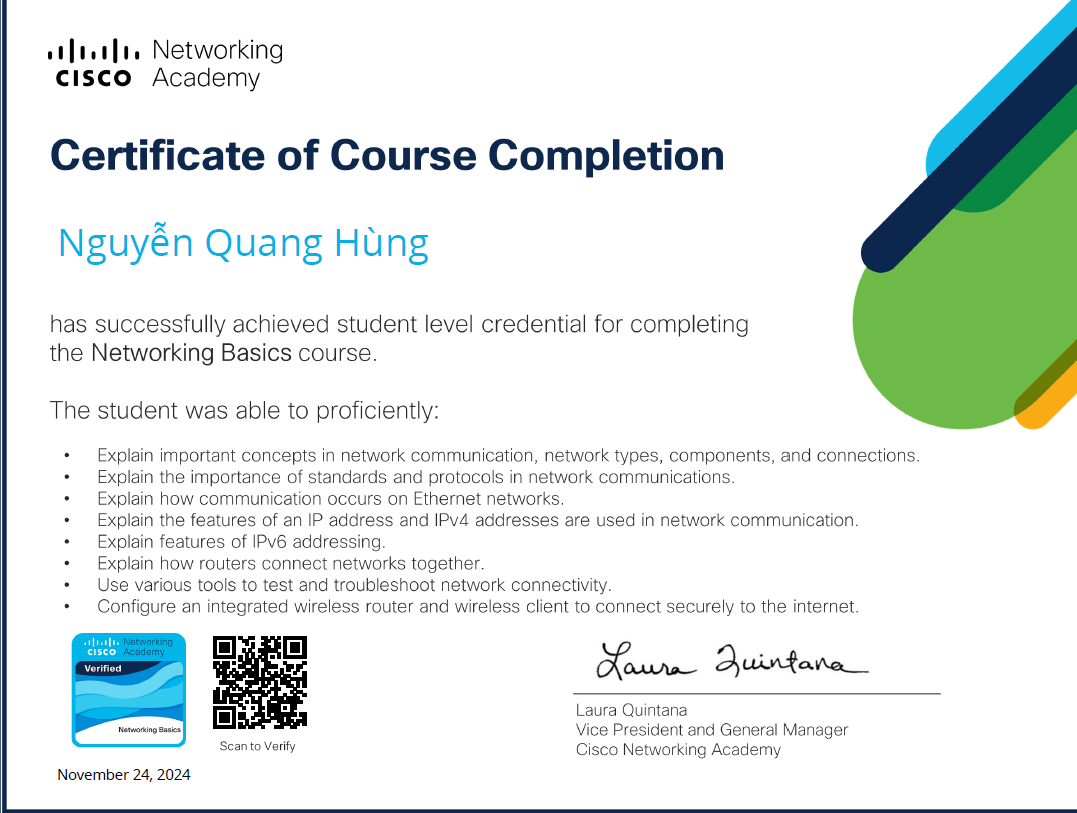 Networking
CISCO Academy
Certificate of Course Completion
Nguyễn Quang Hùng
has successfully achieved student level credential for completing
the Networking Basics course.
The student was able to proficiently:
• Explain important concepts in network communication, network types, components, and connections.
• Explain the importance of standards and protocols in network communications.
• Explain how communication occurs on Ethernet networks.
• Explain the features of an IP address and IPv4 addresses are used in network communication.
• Explain features of IPv6 addressing.
• Explain how routers connect networks together.
• Use various tools to test and troubleshoot network connectivity.
• Configure an integrated wireless router and wireless client to connect securely to the internet.
Networking
CISCO Academy
Verified
Networking Basics
Scan to Verify
November 24, 2024
Laura Quintana
Laura Quintana
Vice President and General Manager
Cisco Networking Academy